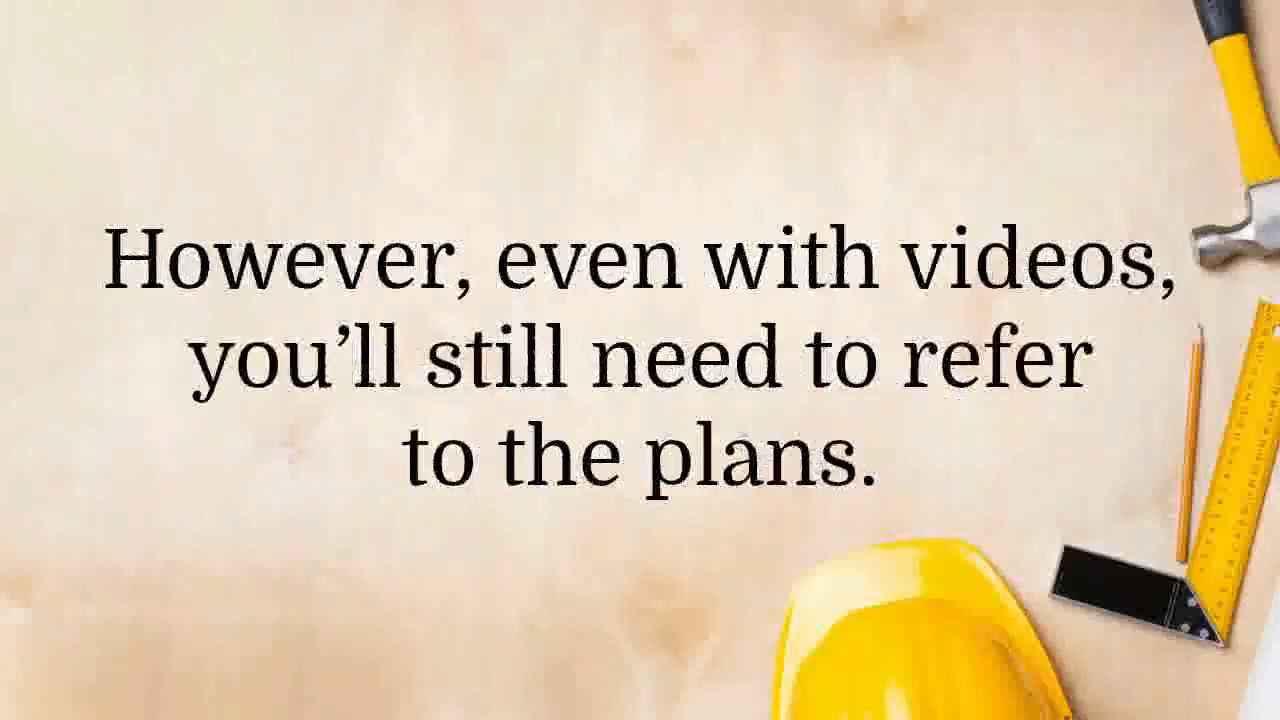 However, even with videos,
you’ll still need to refer
to the plans.